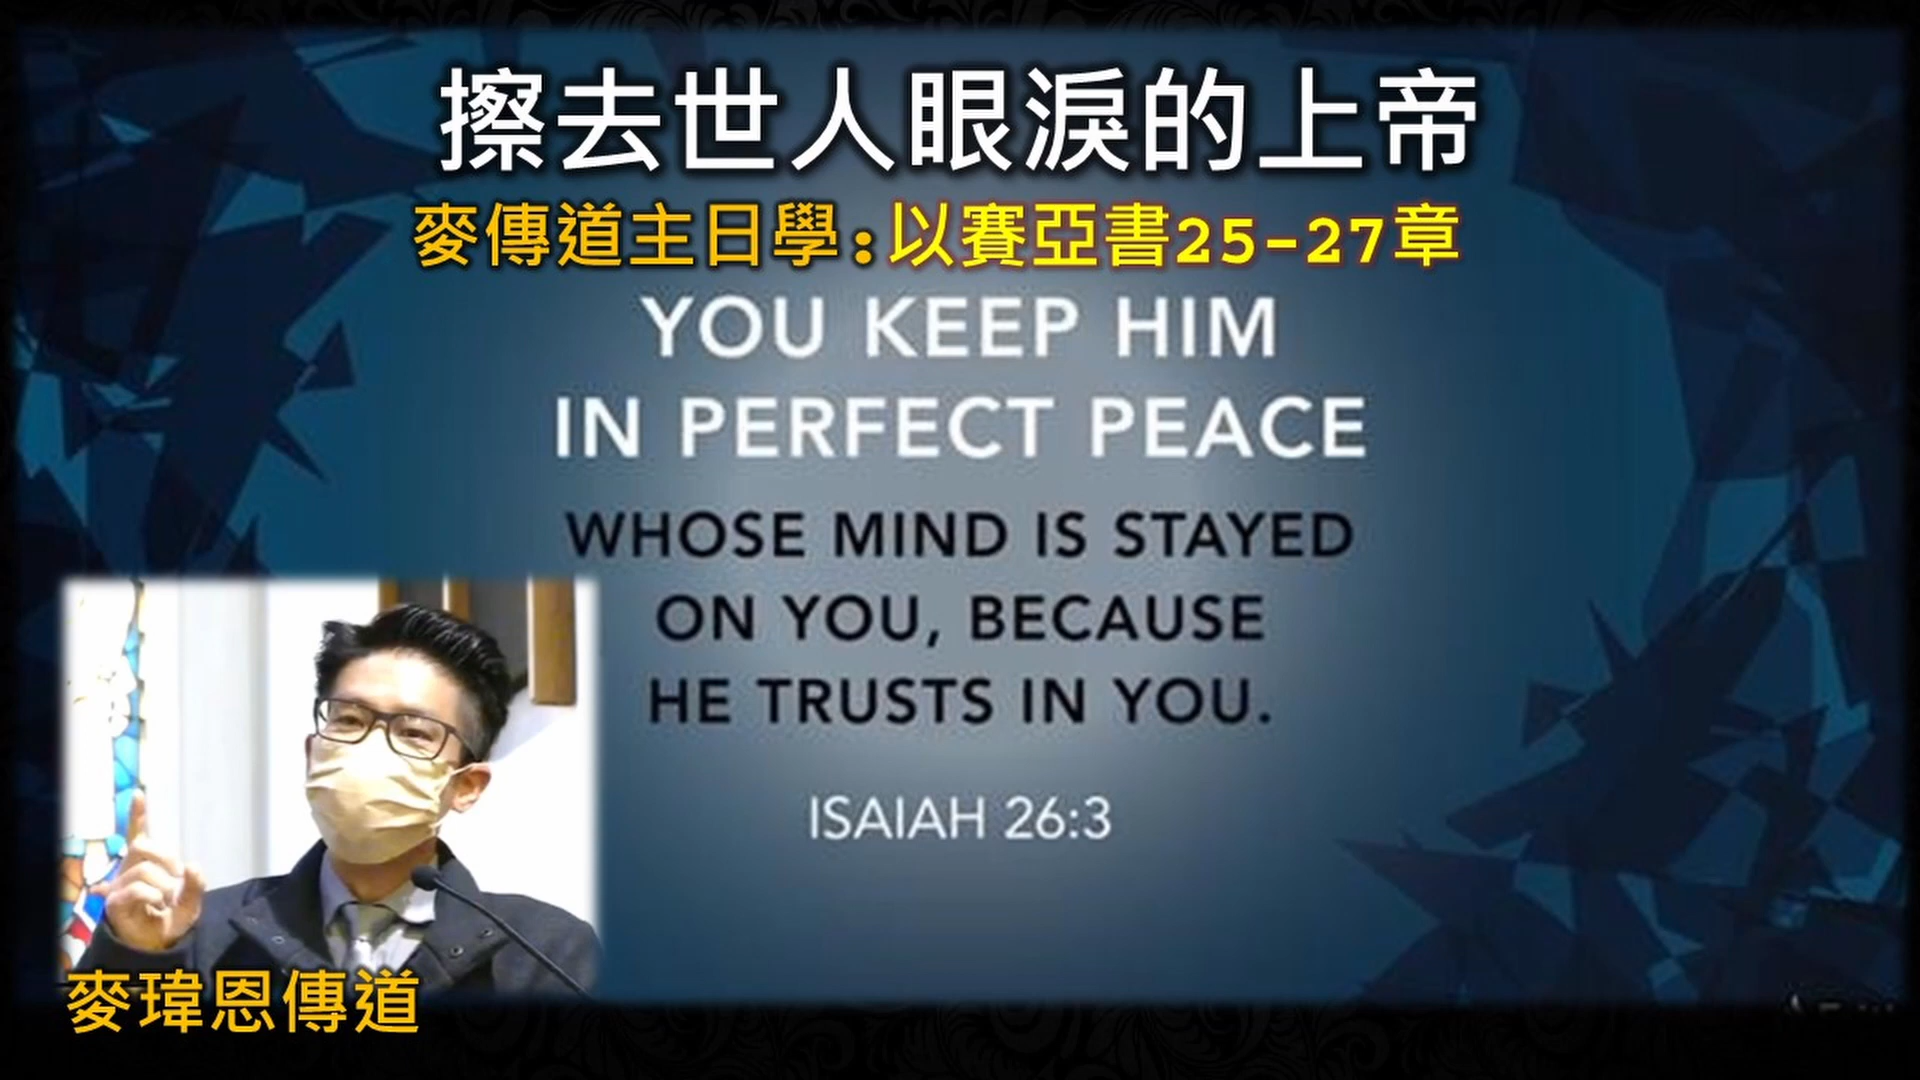 擦去世人眼淚的上帝
麥傳道主日學:以賽亞書25-27章
YOU KEEP HIM
IN PERFECT PEACE
WHOSE MIND IS STAYED
ON YOU, BECAUSE
HE TRUSTS IN YOU.
ISAIAH 26:3
麥瑋恩傳道